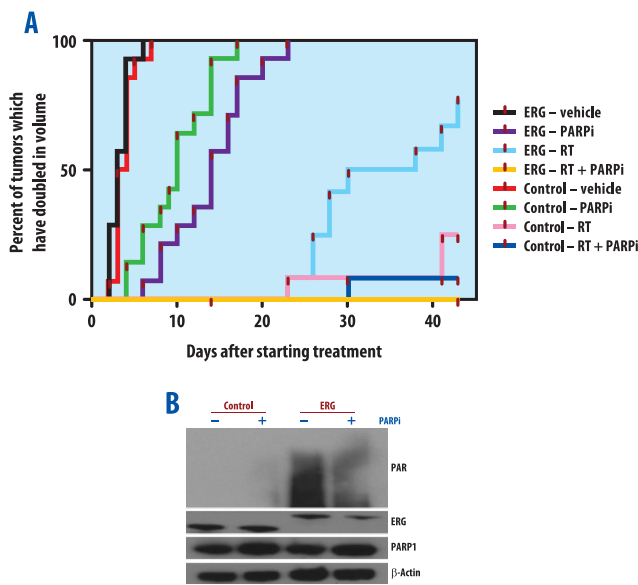 A
100
50
0
Percent of tumors which
have doubled in volume
0
10
20
30
40
Days after starting treatment
ERG – vehicle
ERG – PARPi
ERG – RT
ERG – RT + PARPi
Control – vehicle
Control – PARPi
Control – RT
Control – RT + PARPi
B
Control
ERG
– + – + PARPi
PAR
ERG
PARP1
β-Actin